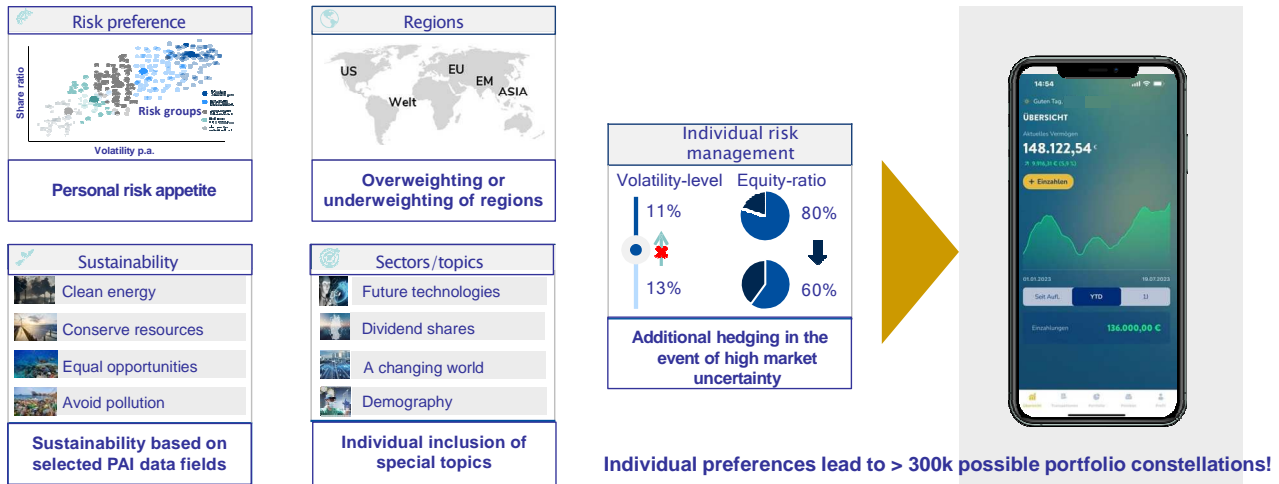 Risk preference
Share ratio
Risk groups
Volatility p.a.
Personal risk appetite
Regions
US
EU
EM
ASIA
Welt
Overweighting or
underweighting of regions
Sustainability
Clean energy
Conserve resources
Equal opportunities
Avoid pollution
Sustainability based on
selected PAI data fields
Sectors/topics
Future technologies
Dividend shares
A changing world
Demography
Individual inclusion of
special topics
Individual risk
management
Volatility-level Equity-ratio
11% 80%
13% 60%
Additional hedging in the
event of high market
uncertainty
14:54
Guten Tag,
ÜBERSICHT
Aktuelles Vermögen
148.122,54 €
+ Einzahlen
01.01.2023 19.07.2023
Seit Aufl. YTD 1J
Einzahlungen 136.000,00 €
Individual preferences lead to > 300k possible portfolio constellations!